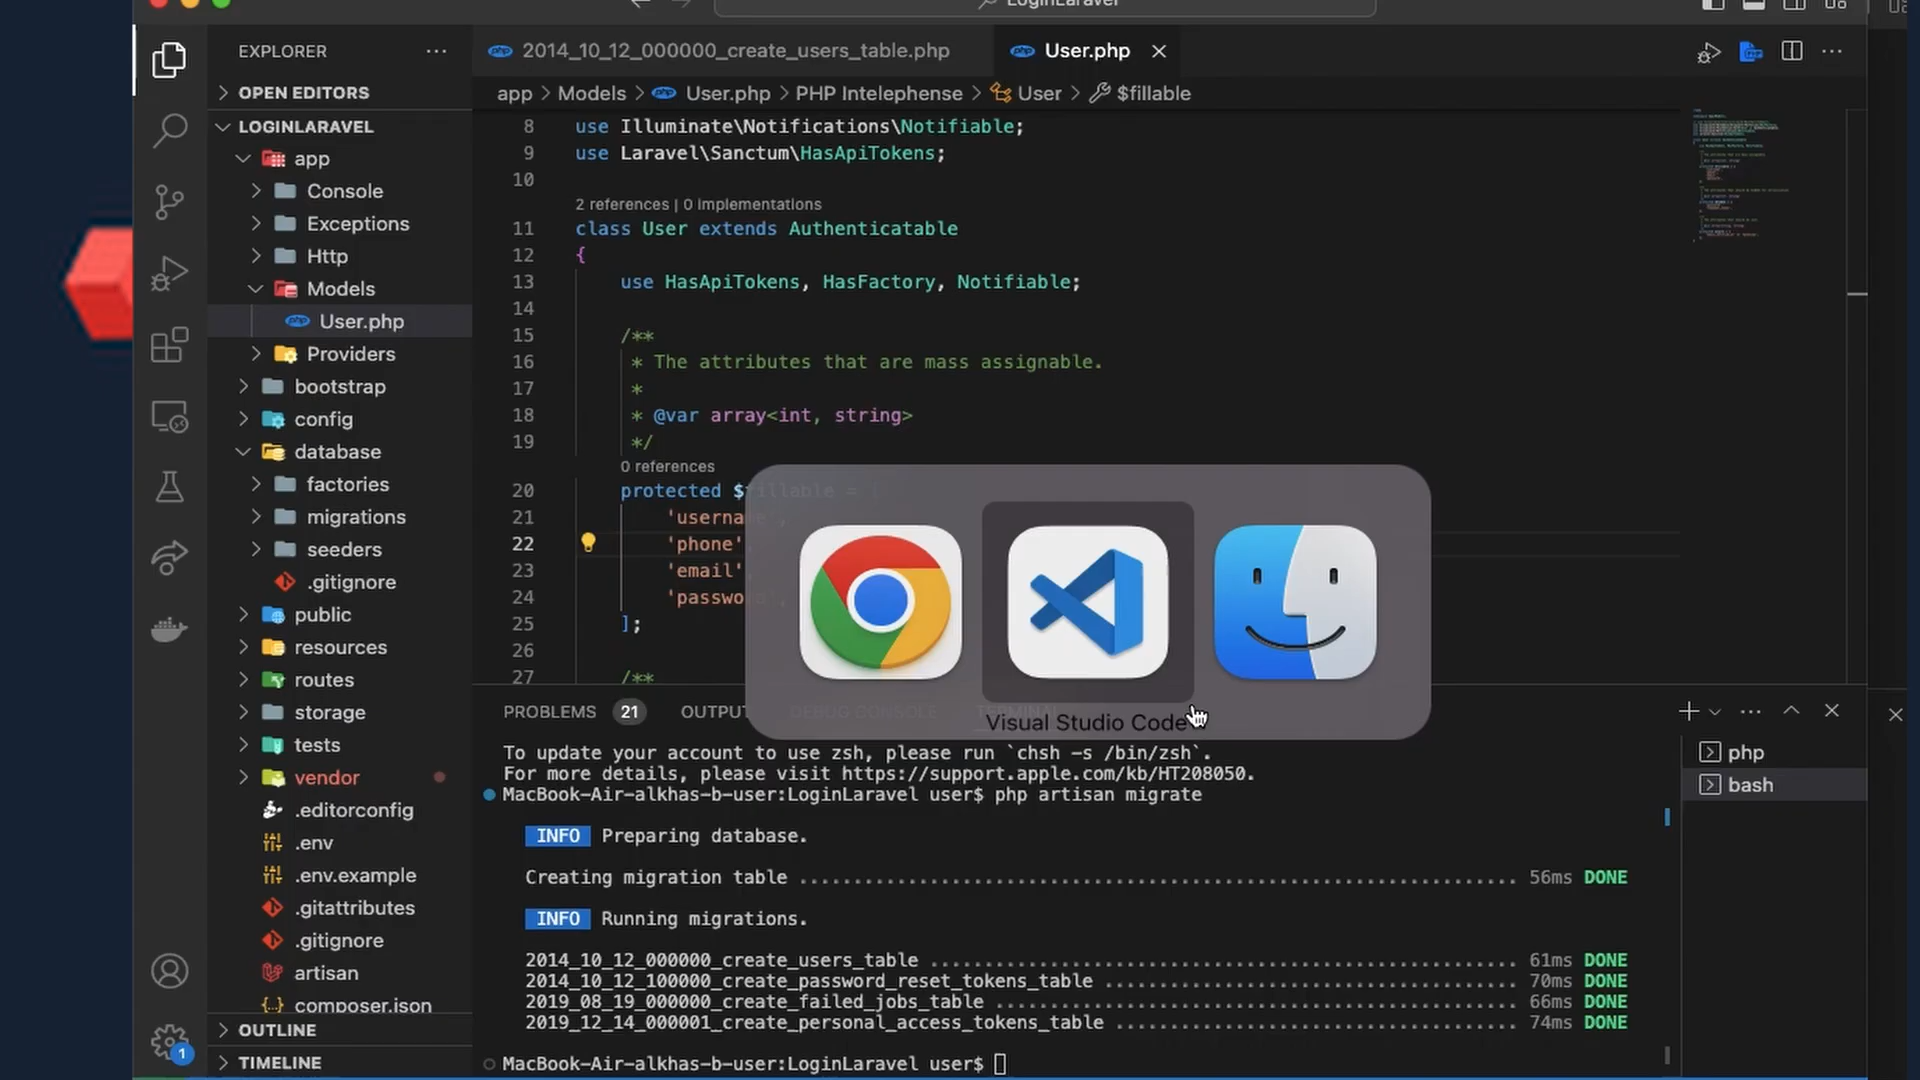 LoginLaravel
EXPLORER
2014_10_12_000000_create_users_table.php
User.php
OPEN EDITORS
app > Models > User.php > PHP Intelephense > User > $fillable
LOGINLARAVEL
app
Console
Exceptions
Http
Models
User.php
Providers
bootstrap
config
database
factories
migrations
seeders
.gitignore
public
resources
routes
storage
tests
vendor
.editorconfig
.env
.env.example
.gitattributes
.gitignore
artisan
composer.json
OUTLINE
TIMELINE
1
8 use Illuminate\Notifications\Notifiable;
9 use Laravel\Sanctum\HasApiTokens;
10
2 references | 0 implementations
11 class User extends Authenticatable
12 {
13 use HasApiTokens, HasFactory, Notifiable;
14
15 /**
16 * The attributes that are mass assignable.
17 *
18 * @var array<int, string>
19 */
0 references
20 protected $fillable = [
21 'username',
22 'phone'
23 'email'
24 'password',
25 ];
26
27 /**
Visual Studio Code
PROBLEMS 21 OUTPUT DEBUG CONSOLE TERMINAL
To update your account to use zsh, please run `chsh -s /bin/zsh`.
For more details, please visit https://support.apple.com/kb/HT208050.
MacBook-Air-alkhas-b-user:LoginLaravel user$ php artisan migrate
INFO Preparing database.
Creating migration table ........ 56ms DONE
INFO Running migrations.
2014_10_12_000000_create_users_table ........ 61ms DONE
2014_10_12_100000_create_password_reset_tokens_table ........ 70ms DONE
2019_08_19_000000_create_failed_jobs_table ........ 66ms DONE
2019_12_14_000001_create_personal_access_tokens_table ........ 74ms DONE
MacBook-Air-alkhas-b-user:LoginLaravel user$
php
bash